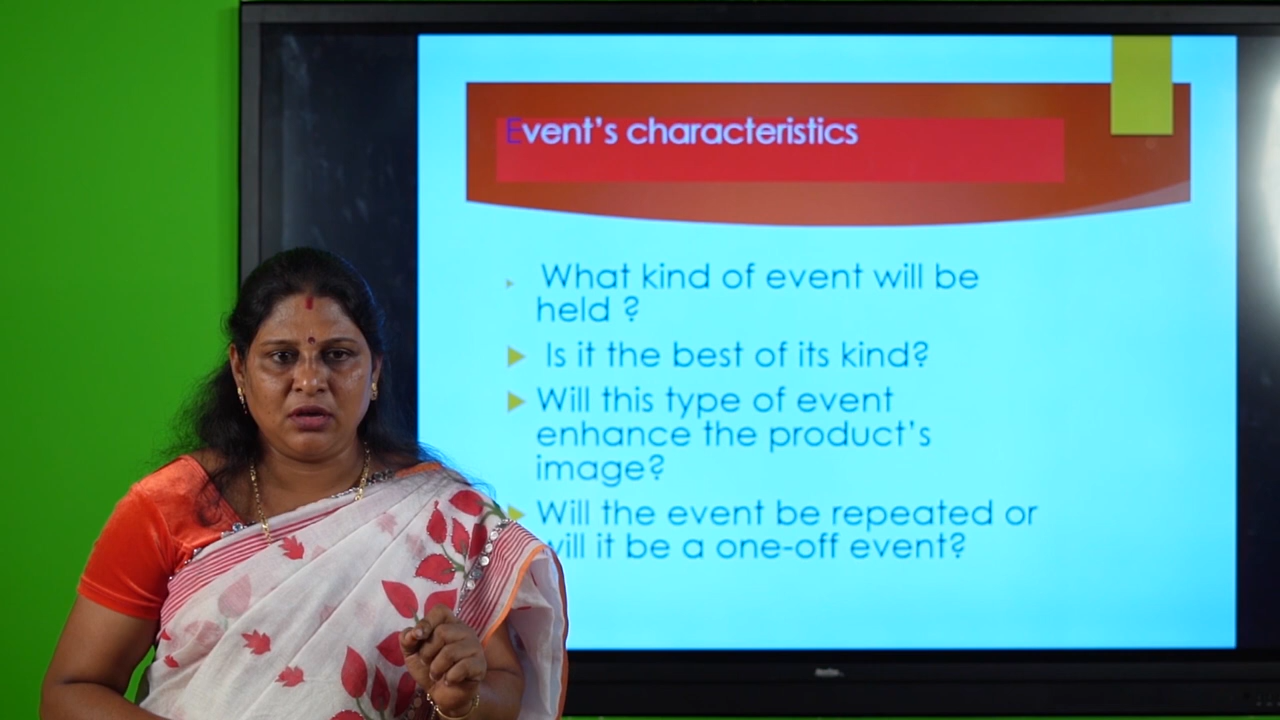 Event's characteristics
What kind of event will be
held ?
Is it the best of its kind?
Will this type of event
enhance the product's
image?
Will the event be repeated or
will it be a one-off event?